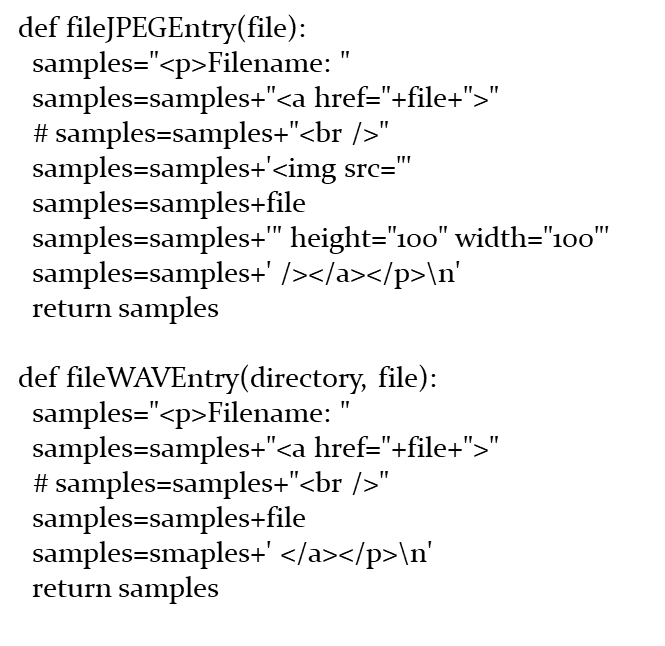 def fileJPEGEntry(file):
samples="<p>Filename: "
samples=samples+"<a href="+file+">"
# samples=samples+"<br />"
samples=samples+'<img src="'
samples=samples+file
samples=samples+'" height="100" width="100"'
samples=samples+' /></a></p>\n'
return samples
def fileWAVEntry(directory, file):
samples="<p>Filename: "
samples=samples+"<a href="+file+">"
# samples=samples+"<br />"
samples=samples+file
samples=smaples+' </a></p>\n'
return samples